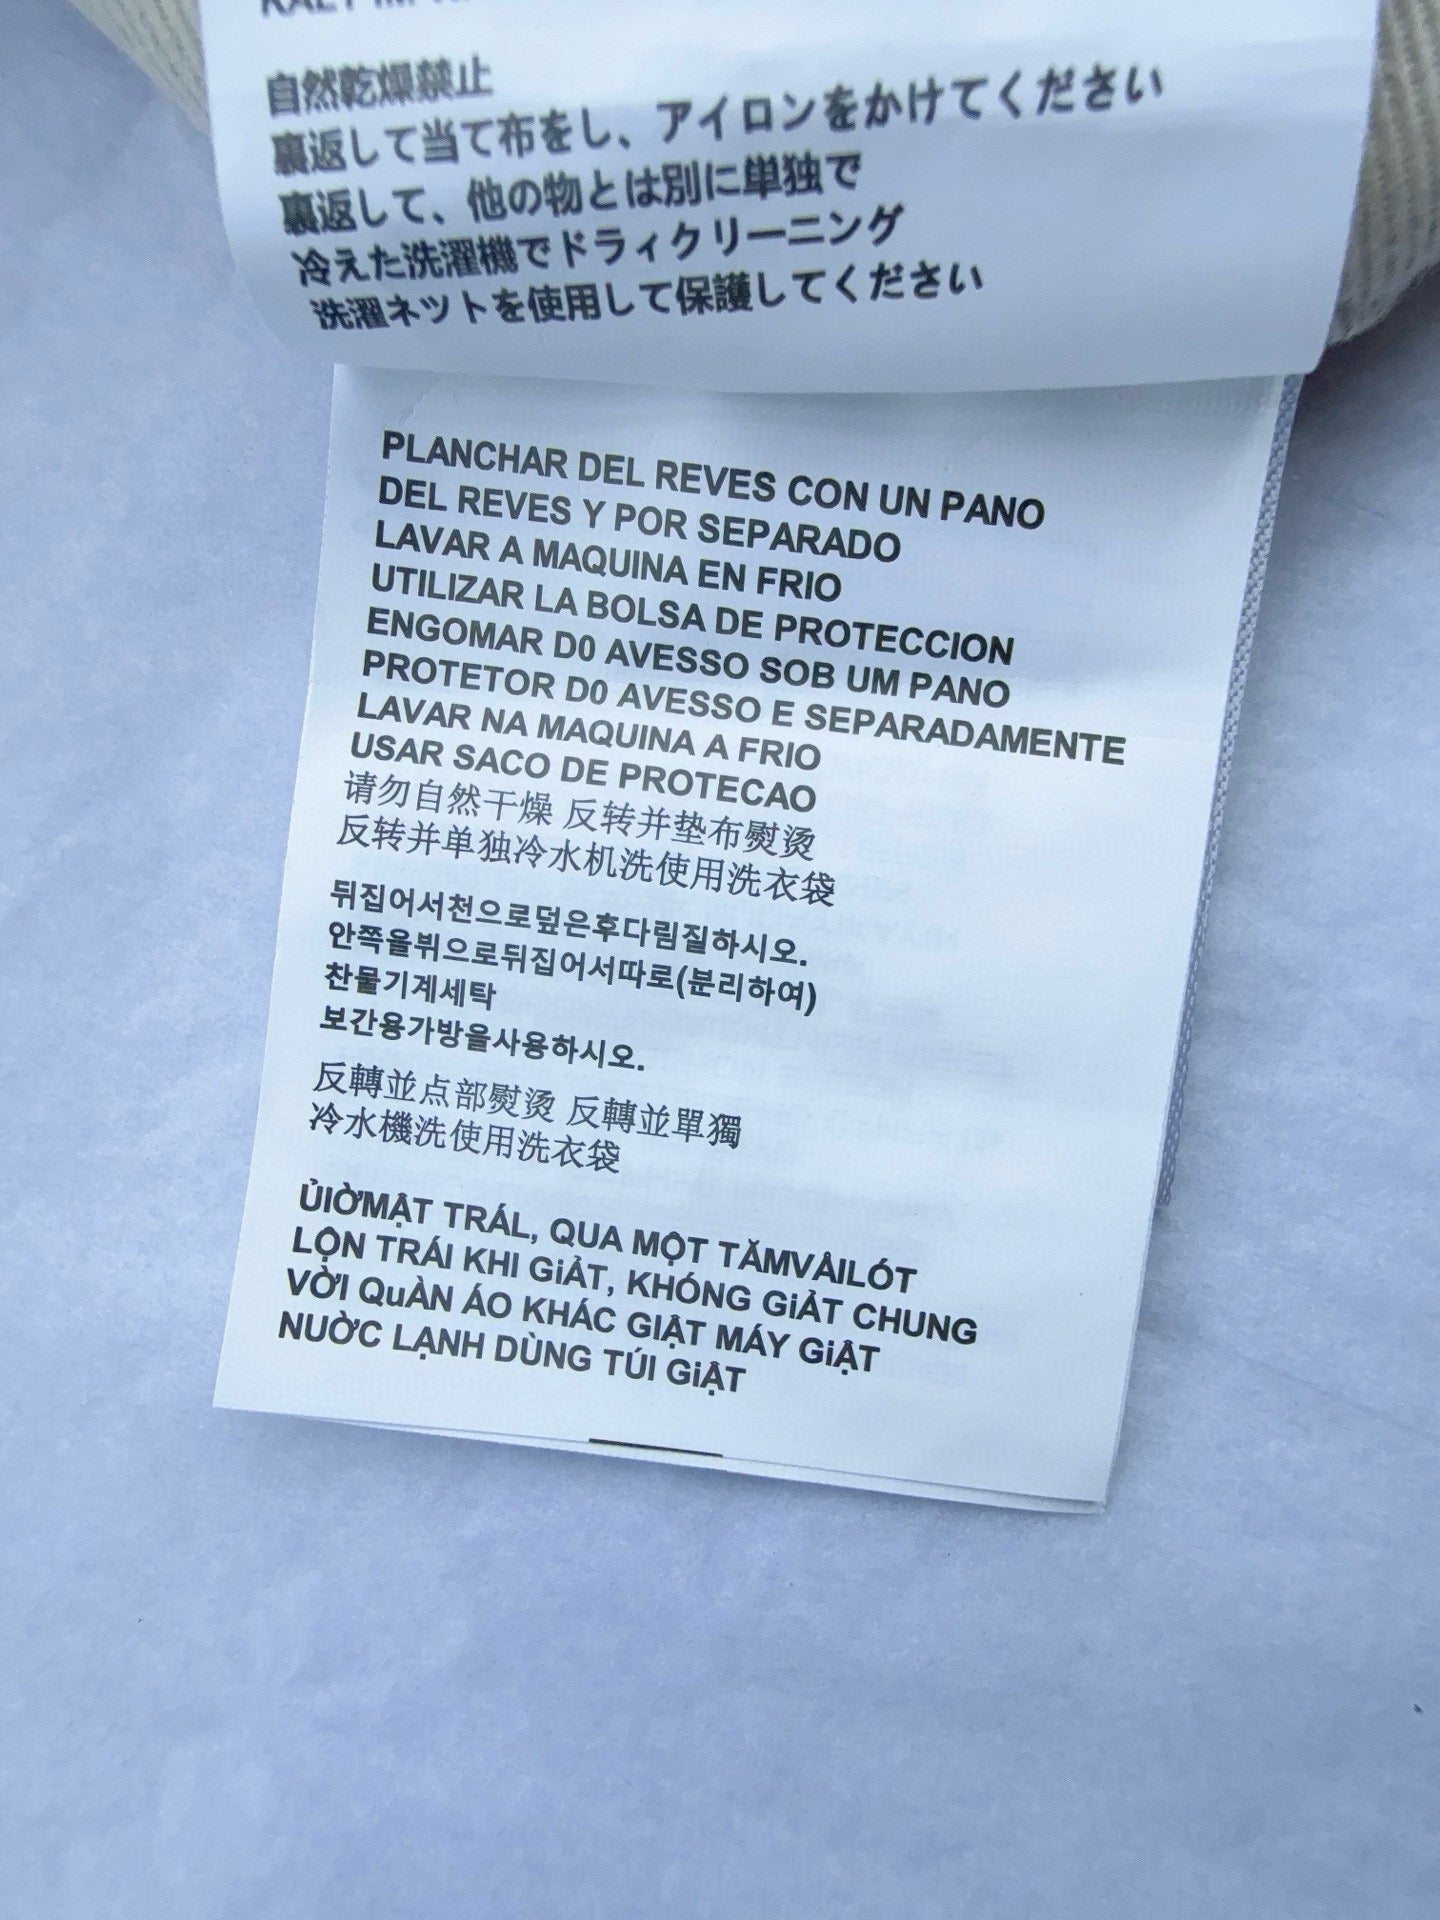 自然乾燥禁止
裏返して当て布をし、アイロンをかけてください
裏返して、他の物とは別に単独で
冷えた洗濯機でドライクリーニング
洗濯ネットを使用して保護してください
PLANCHAR DEL REVES CON UN PANO
DEL REVES Y POR SEPARADO
LAVAR A MAQUINA EN FRIO
UTILIZAR LA BOLSA DE PROTECCION
ENGOMAR D0 AVESSO SOB UM PANO
PROTETOR D0 AVESSO E SEPARADAMENTE
LAVAR NA MAQUINA A FRIO
USAR SACO DE PROTECAO
请勿自然干燥 反转并垫布熨烫
反转并单独冷水机洗使用洗衣袋
뒤집어서천으로덮은후다림질하시오.
안쪽을뷔으로뒤집어서따로(분리하여)
찬물기계세탁
보간용가방을사용하시오.
反轉並点部熨烫 反轉並單獨
冷水機洗使用洗衣袋
ỦIỜMẬT TRÁL, QUA MỘT TĂMVẢILÓT
LỘN TRÁI KHI GiẢT, KHÓNG GiẢT CHUNG
VỜI QuÀN ÁO KHÁC GIẬT MÁY GiẬT
NUỜC LẠNH DÙNG TÚI GiẬT